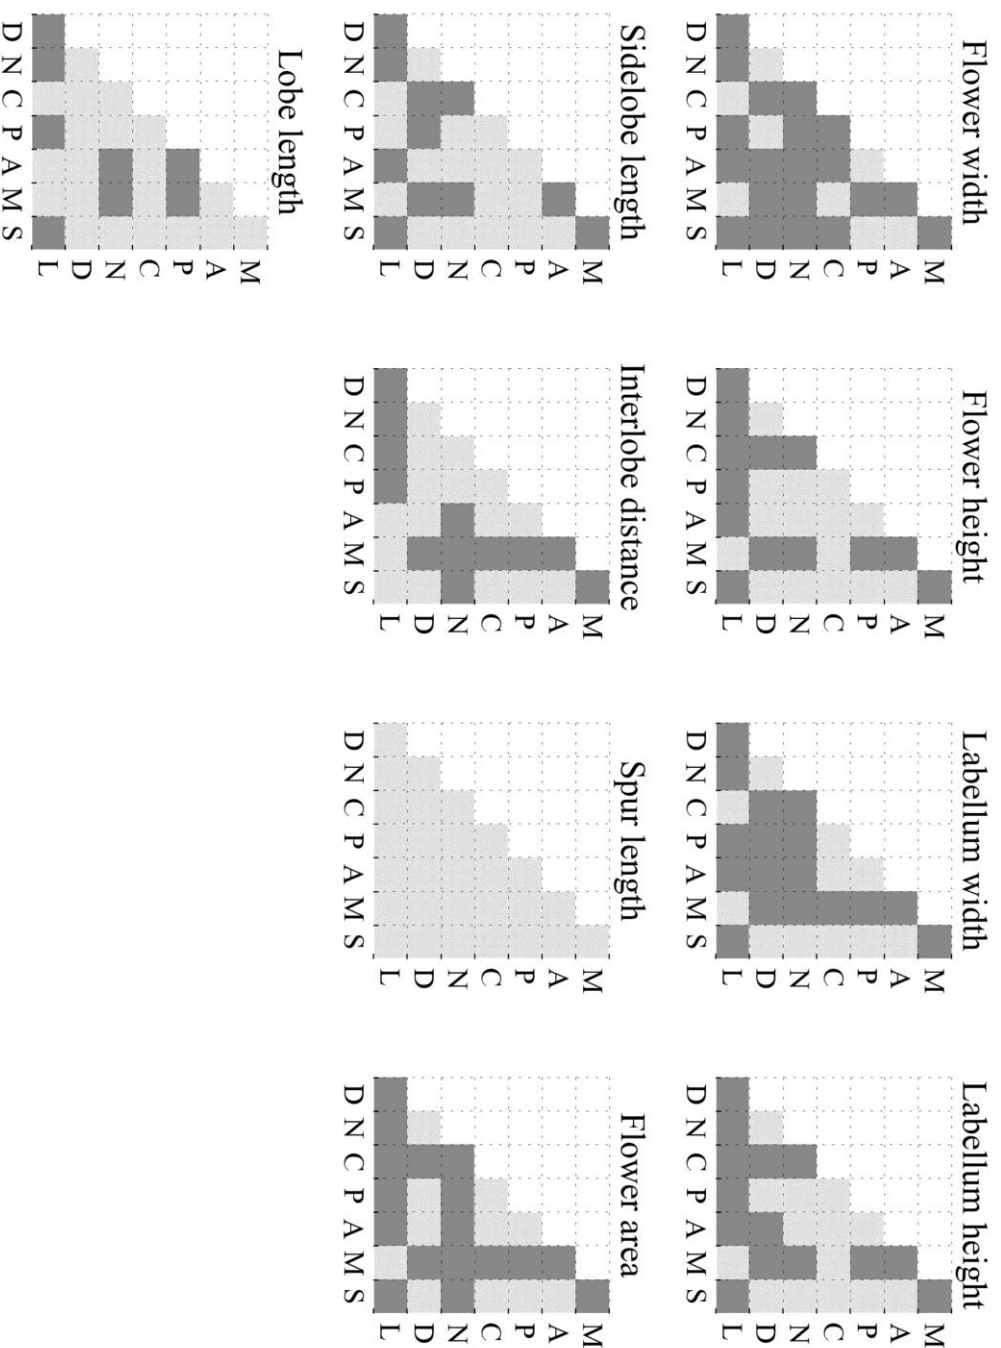 Flower width Flower height Labellum width Labellum height
M M M M
A A A A
P P P P
C C C C
N N N N
D D D D
L L L L
D N C P A M S D N C P A M S D N C P A M S D N C P A M S
Sidelobe length Interlobe distance Spur length Flower area
M M M M
A A A A
P P P P
C C C C
N N N N
D D D D
L L L L
D N C P A M S D N C P A M S D N C P A M S D N C P A M S
Lobe length
M
A
P
C
N
D
L
D N C P A M S